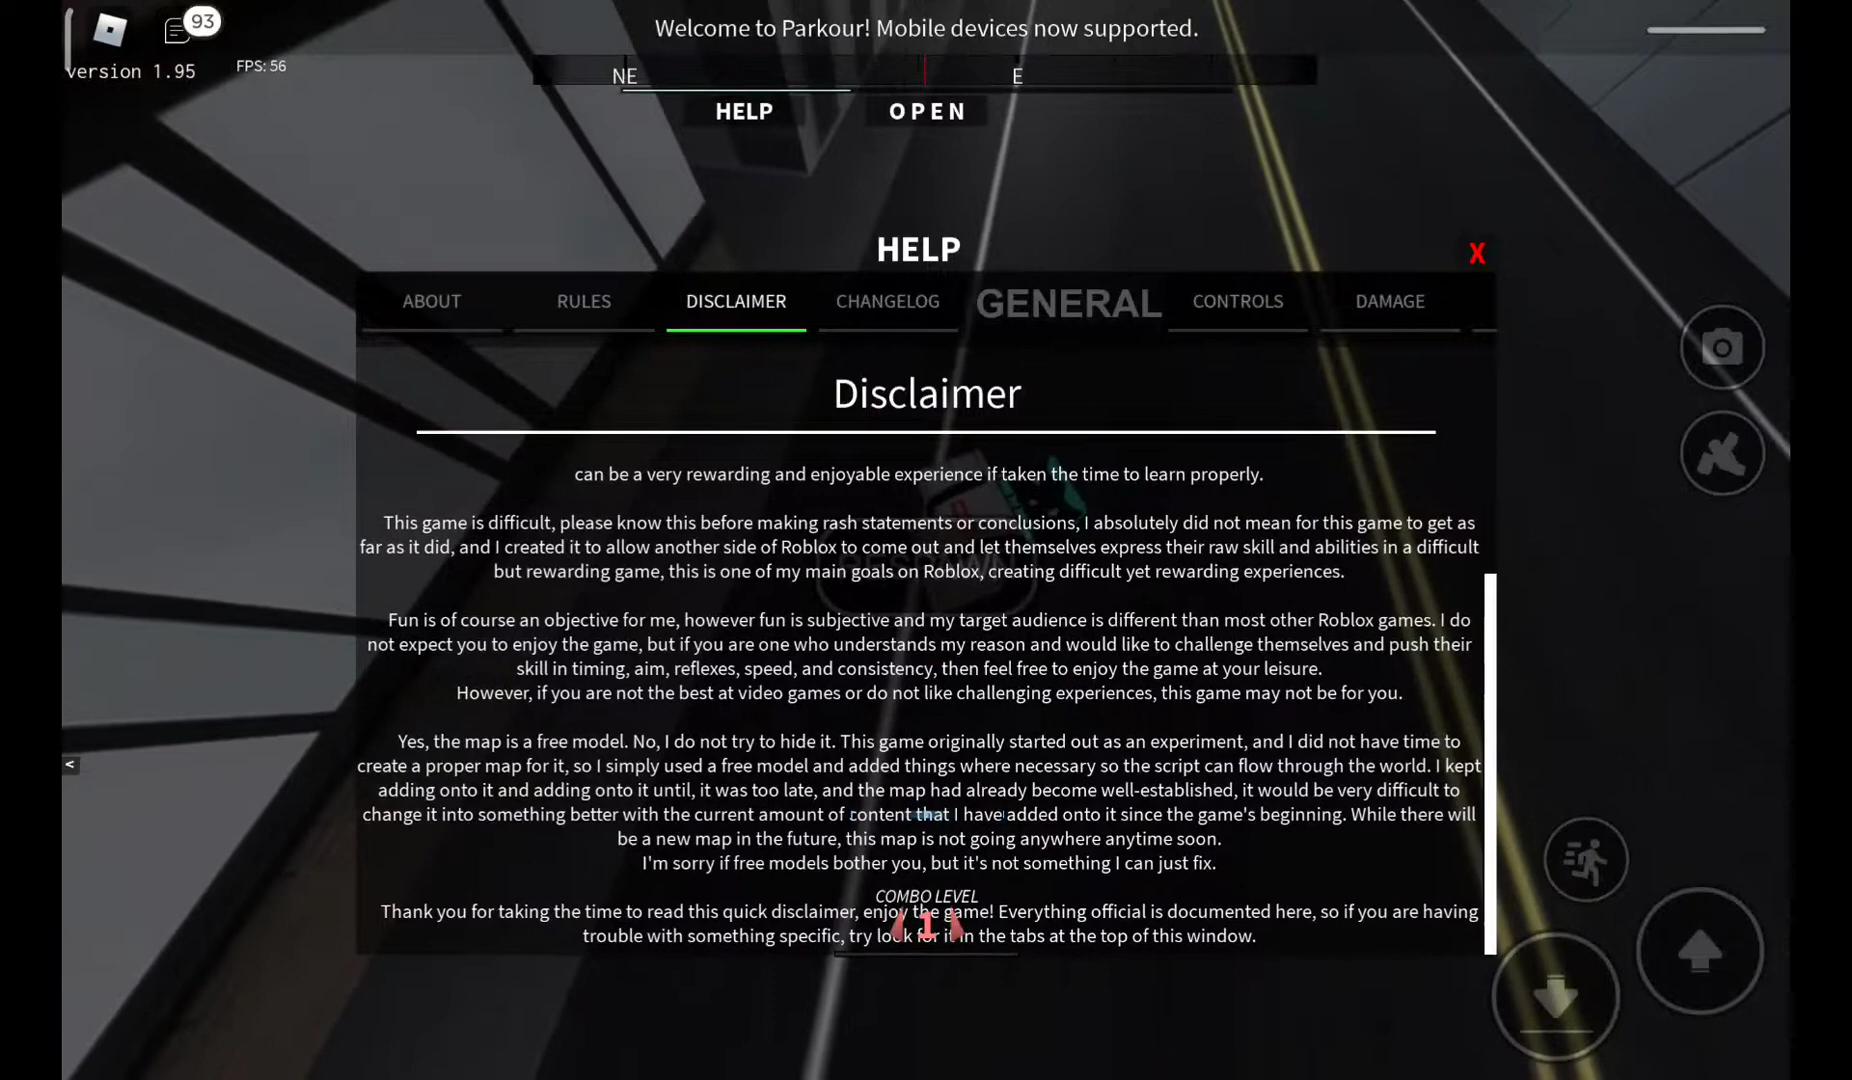 93
Welcome to Parkour! Mobile devices now supported.
version 1.95
FPS: 56
NE
E
HELP
OPEN
HELP
X
ABOUT
RULES
DISCLAIMER
CHANGELOG
GENERAL
CONTROLS
DAMAGE
Disclaimer
can be a very rewarding and enjoyable experience if taken the time to learn properly.
This game is difficult, please know this before making rash statements or conclusions, I absolutely did not mean for this game to get as
far as it did, and I created it to allow another side of Roblox to come out and let themselves express their raw skill and abilities in a difficult
but rewarding game, this is one of my main goals on Roblox, creating difficult yet rewarding experiences.
RESPAWN
Fun is of course an objective for me, however fun is subjective and my target audience is different than most other Roblox games. I do
not expect you to enjoy the game, but if you are one who understands my reason and would like to challenge themselves and push their
skill in timing, aim, reflexes, speed, and consistency, then feel free to enjoy the game at your leisure.
However, if you are not the best at video games or do not like challenging experiences, this game may not be for you.
Yes, the map is a free model. No, I do not try to hide it. This game originally started out as an experiment, and I did not have time to
create a proper map for it, so I simply used a free model and added things where necessary so the script can flow through the world. I kept
<
adding onto it and adding onto it until, it was too late, and the map had already become well-established, it would be very difficult to
change it into something better with the current amount of content that I have added onto it since the game's beginning. While there will
be a new map in the future, this map is not going anywhere anytime soon.
I'm sorry if free models bother you, but it's not something I can just fix.
COMBO LEVEL
Thank you for taking the time to read this quick disclaimer, enjoy the game! Everything official is documented here, so if you are having
1
trouble with something specific, try look for it in the tabs at the top of this window.